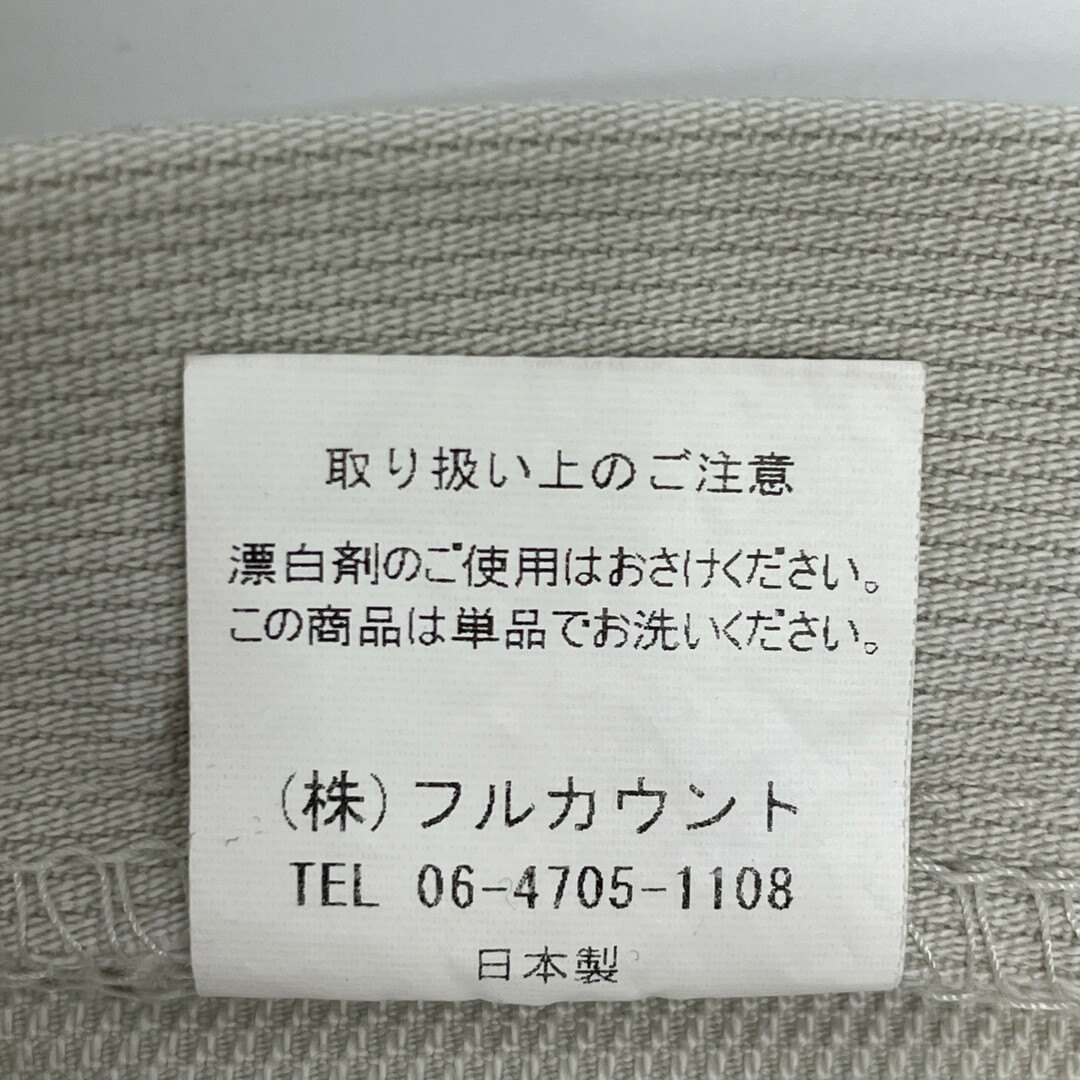 取り扱い上のご注意
漂白剤のご使用はおさけください。
この商品は単品でお洗いください。
(株)フルカウント
TEL 06-4705-1108
日本製